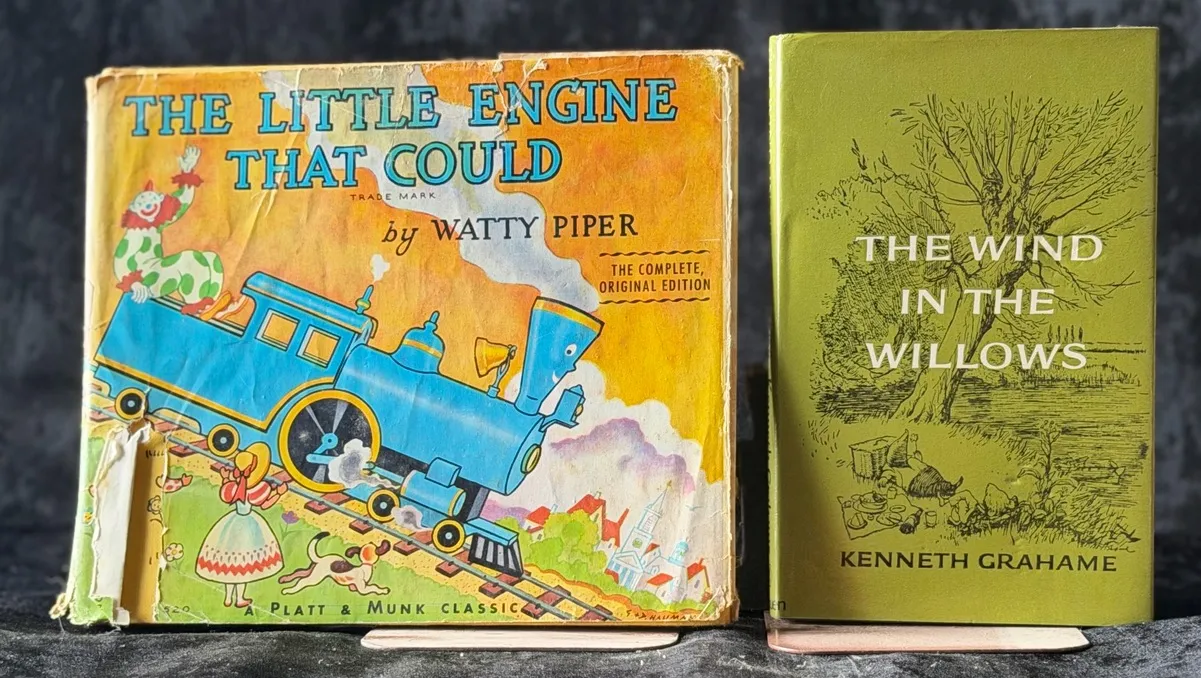 THE LITTLE ENGINE
THAT COULD
TRADE MARK
by WATTY PIPER
THE COMPLETE,
ORIGINAL EDITION
A PLATT & MUNK CLASSIC
THE WIND
IN THE
WILLOWS
KENNETH GRAHAME